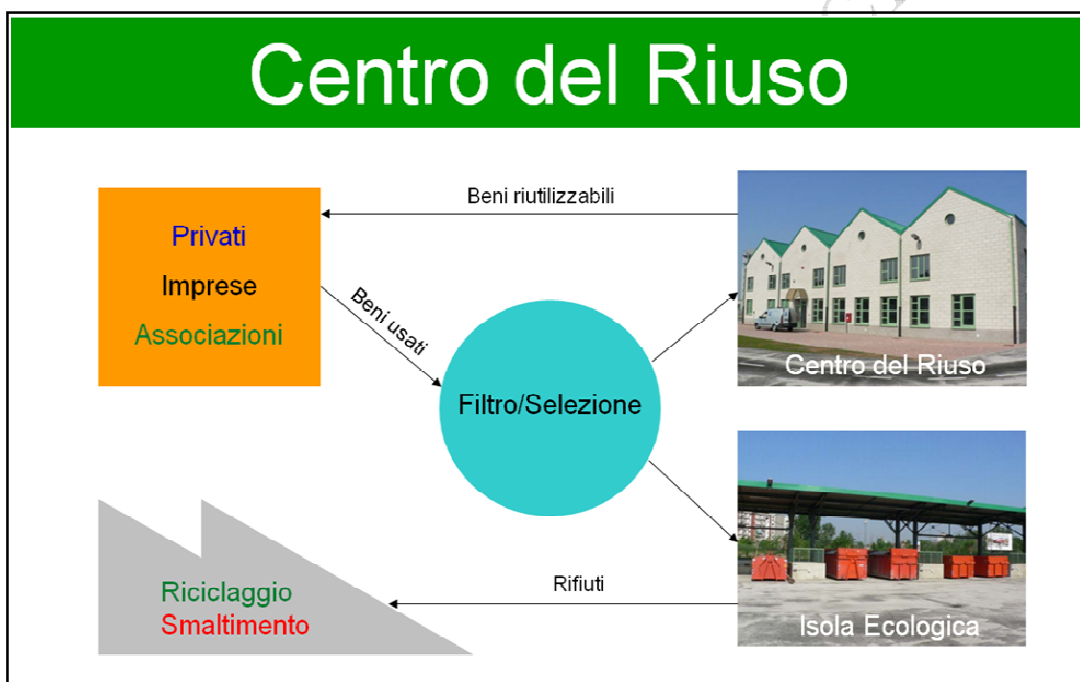 Centro del Riuso
Beni riutilizzabili
Privati
Imprese
Associazioni
Beni usati
Filtro/Selezione
Centro del Riuso
Riciclaggio
Smaltimento
Rifiuti
Isola Ecologica